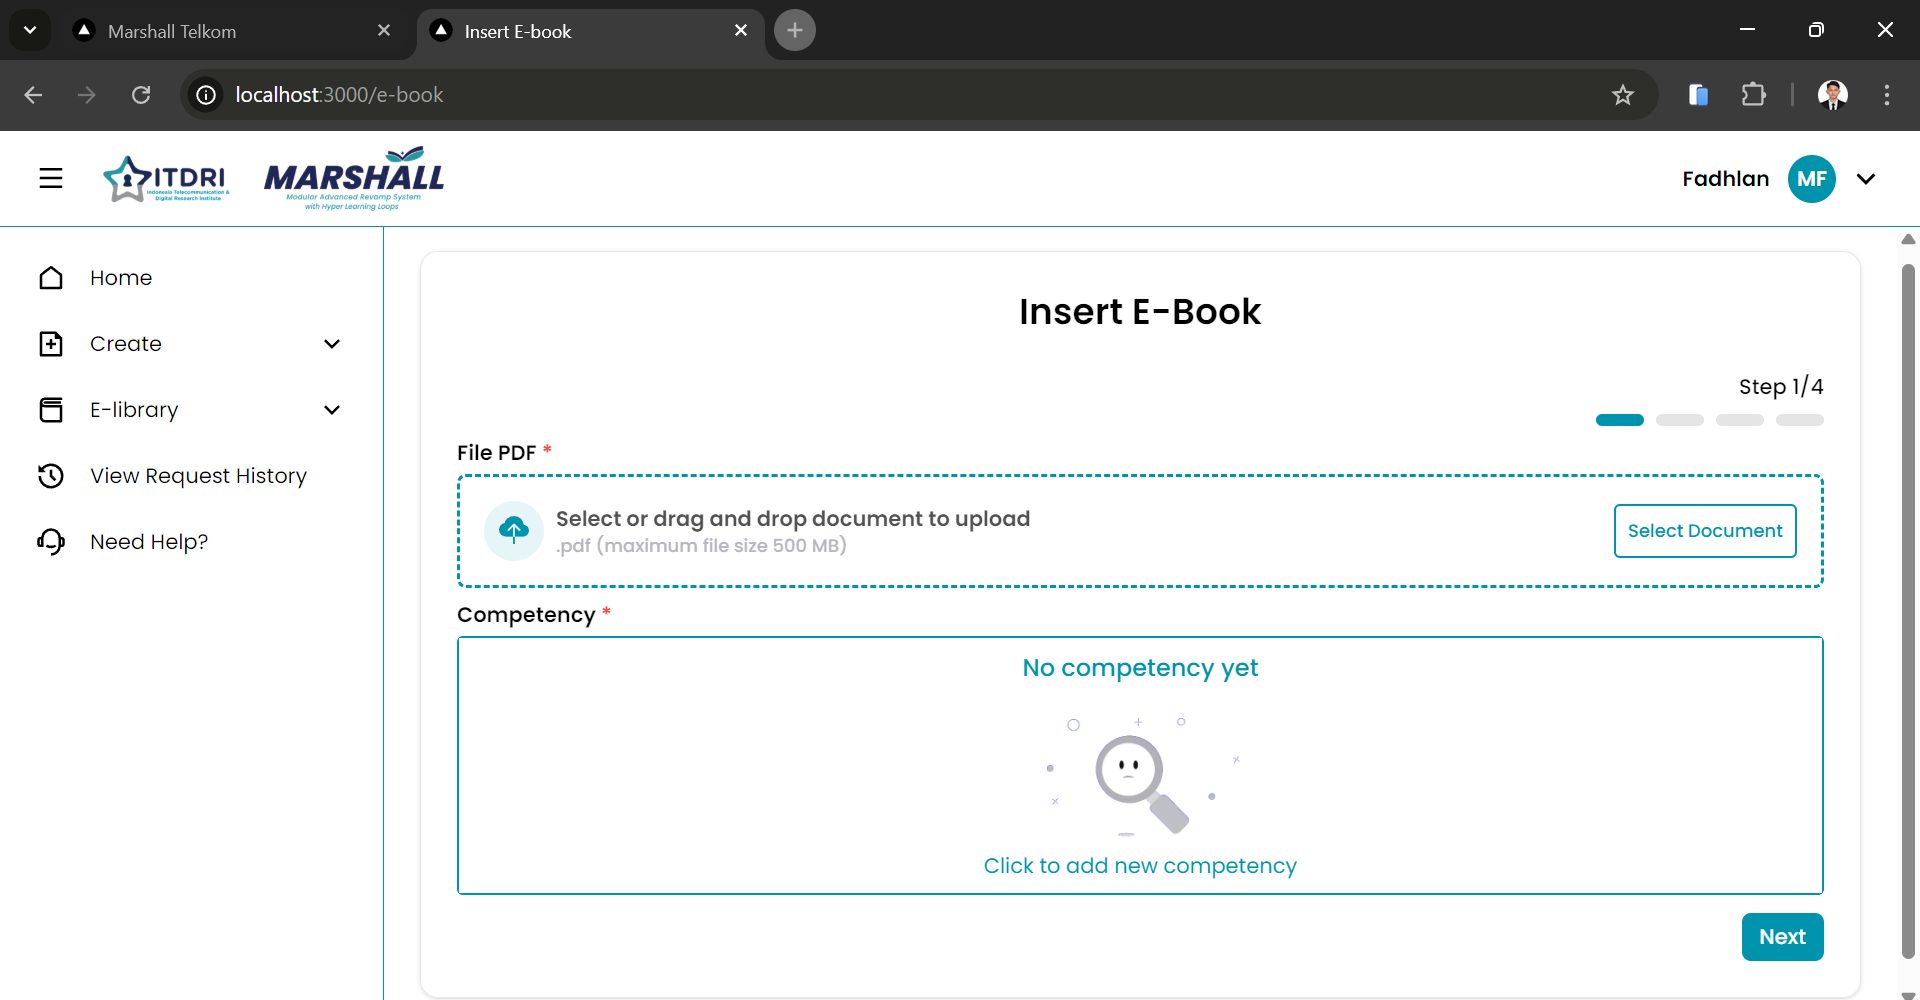 Marshall Telkom
Insert E-book
localhost:3000/e-book
ITDRI
Indonesia Telecommunication &
Digital Research Institute
MARSHALL
Modular Advanced Revamp System
with Hyper Learning Loops
Fadhlan
MF
Home
Create
E-library
View Request History
Need Help?
Insert E-Book
Step 1/4
File PDF *
Select or drag and drop document to upload
.pdf (maximum file size 500 MB)
Select Document
Competency *
No competency yet
Click to add new competency
Next